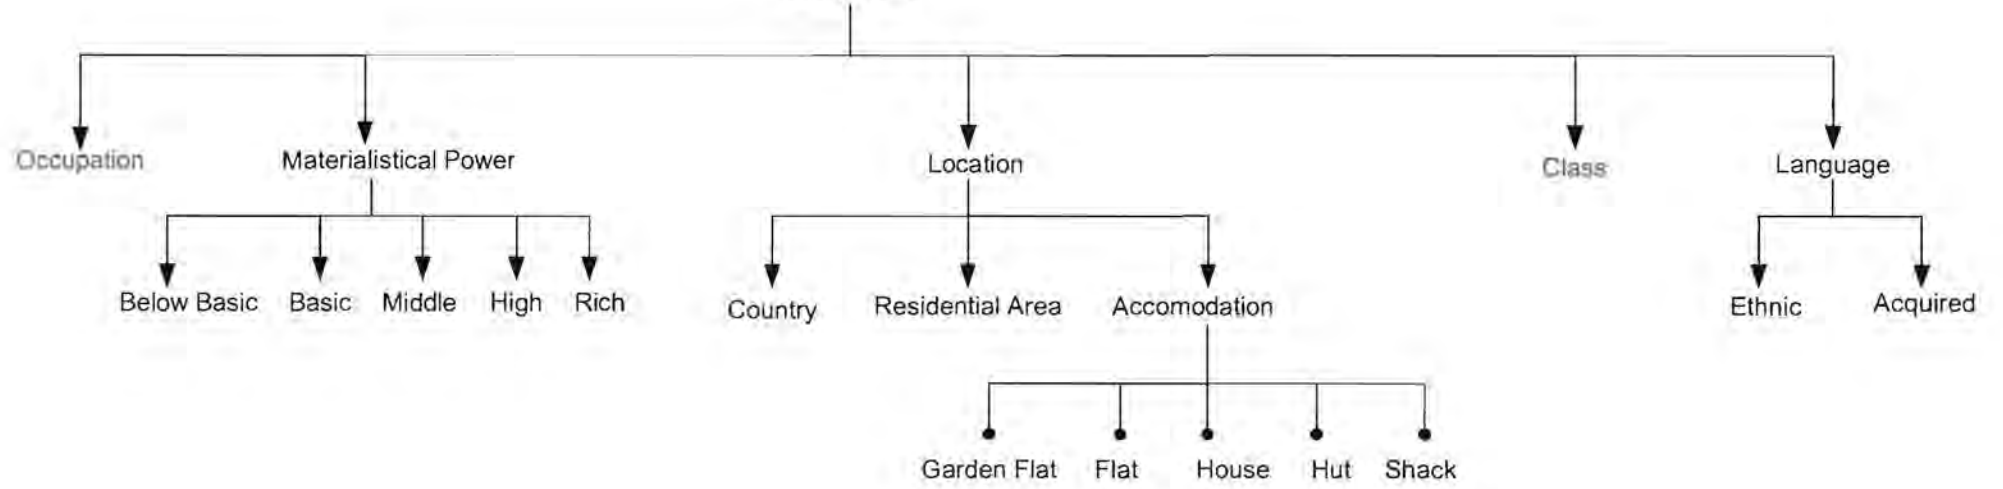 Occupation
Materialistical Power
Location
Class
Language
Below Basic
Basic
Middle
High
Rich
Country
Residential Area
Accomodation
Ethnic
Acquired
Garden Flat
Flat
House
Hut
Shack